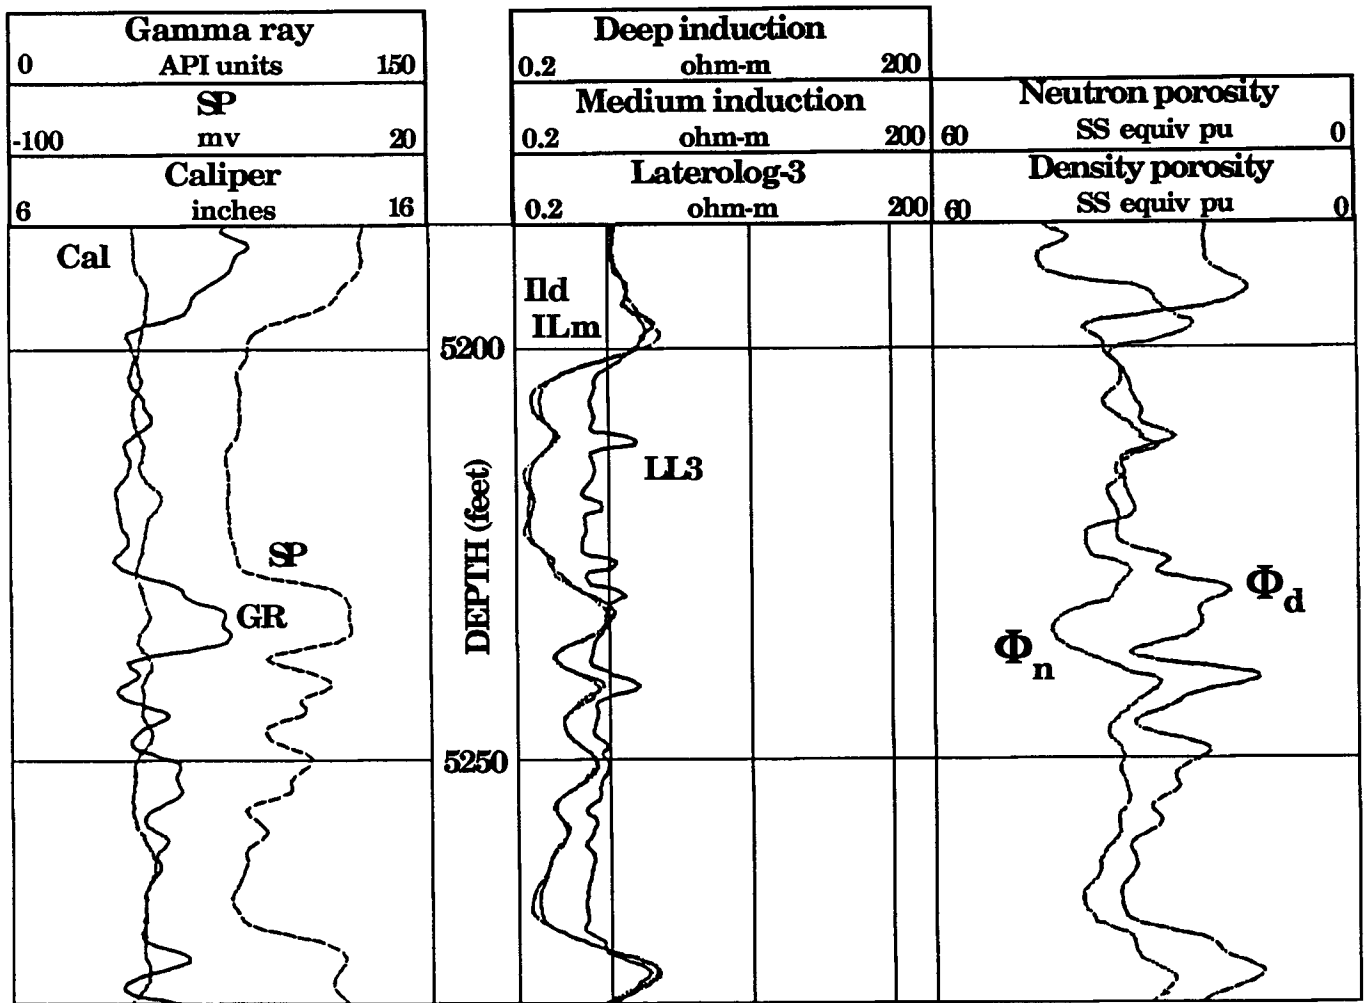 Gamma ray
0 API units 150
SP
-100 mv 20
Caliper
6 inches 16
Deep induction
0.2 ohm-m 200
Medium induction
0.2 ohm-m 200
Laterolog-3
0.2 ohm-m 200
Neutron porosity
60 SS equiv pu 0
Density porosity
60 SS equiv pu 0
Cal
Ild
ILm
5200
LL3
DEPTH (feet)
SP
GR
Φd
Φn
5250